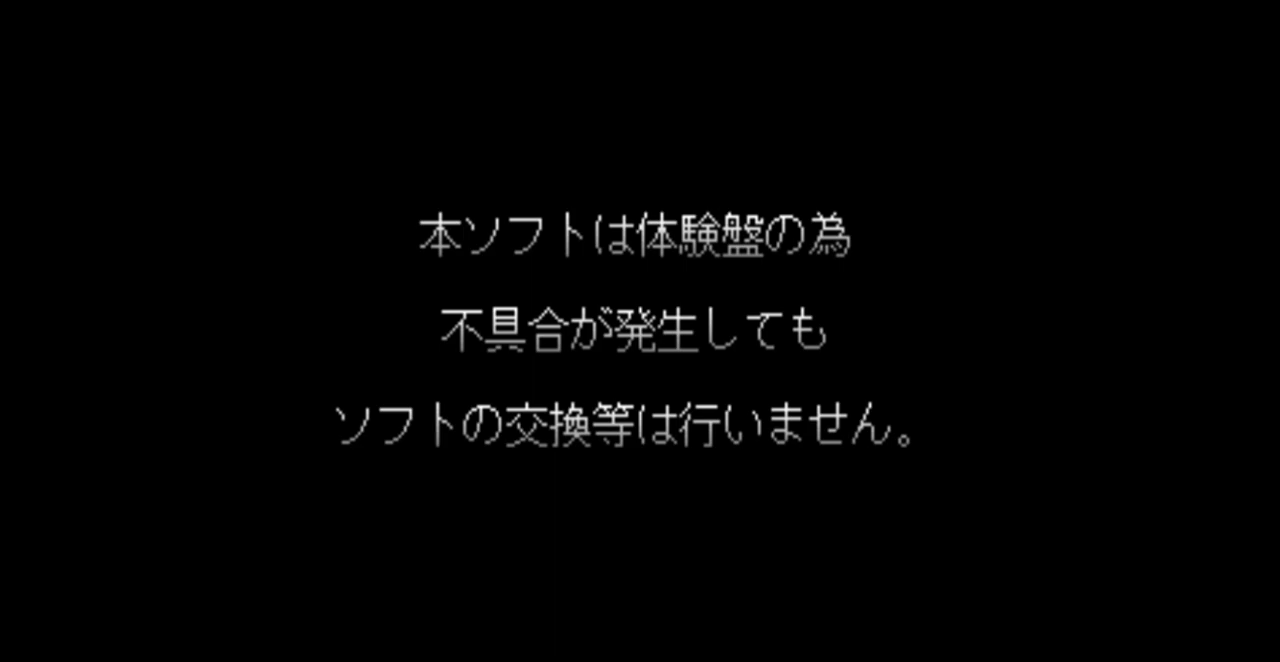 本ソフトは体験盤の為
不具合が発生しても
ソフトの交換等は行いません。